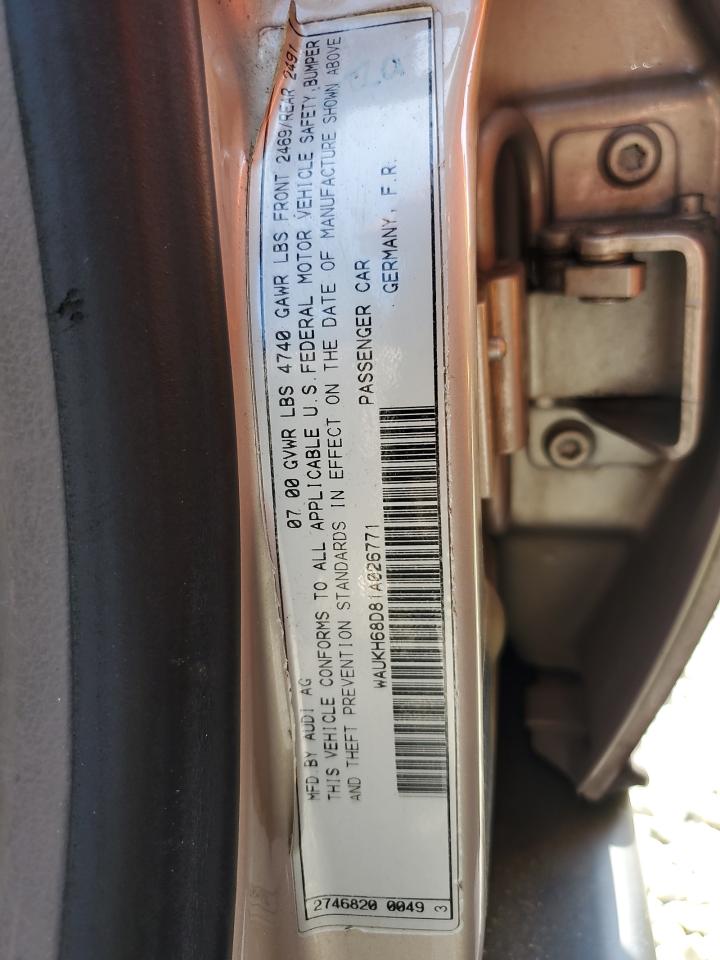 07 00 GVWR LBS 4740 GAWR LBS FRONT 2469/REAR 2491
MFD.BY AUDI AG
THIS VEHICLE CONFORMS TO ALL APPLICABLE U.S.FEDERAL MOTOR VEHICLE SAFETY,BUMPER
AND THEFT PREVENTION STANDARDS IN EFFECT ON THE DATE OF MANUFACTURE SHOWN ABOVE
WAUKH68D81A026771 PASSENGER CAR
GERMANY, F.R.
2746820 0049 3